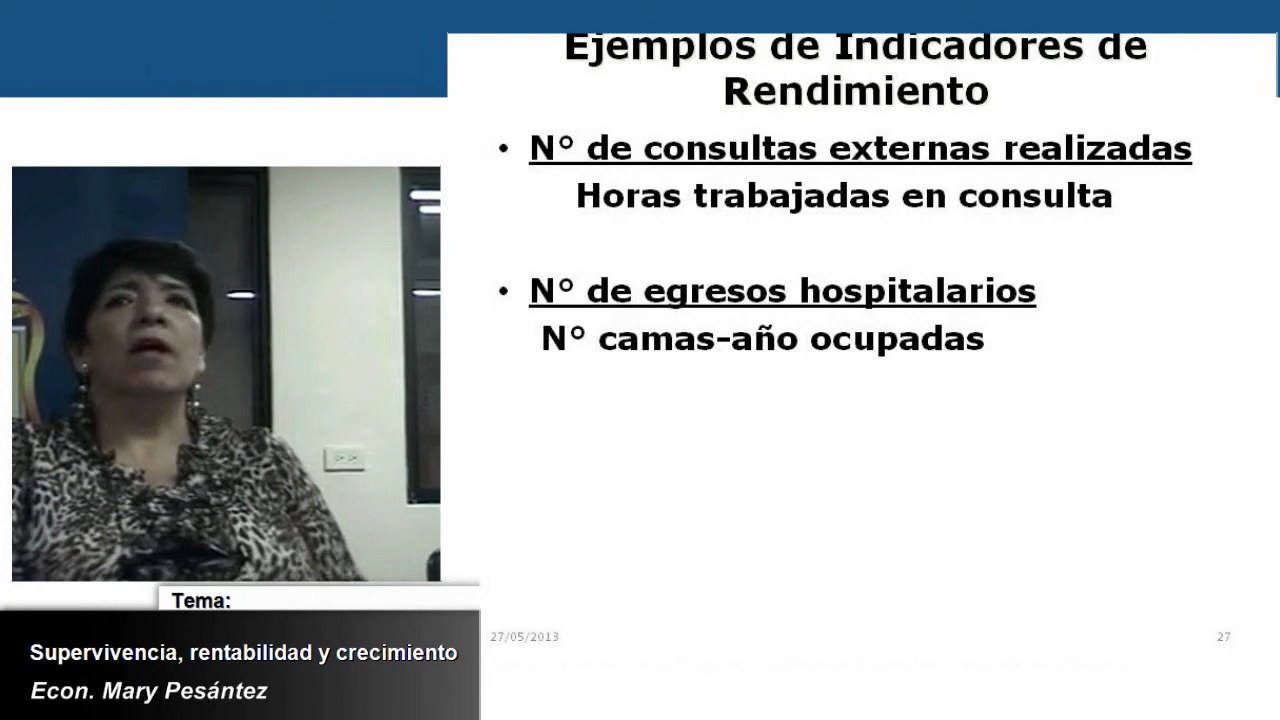 Ejemplos de Indicadores de
Rendimiento
• N° de consultas externas realizadas
Horas trabajadas en consulta
• N° de egresos hospitalarios
N° camas-año ocupadas
27/05/2013
27
Tema:
Supervivencia, rentabilidad y crecimiento
Econ. Mary Pesántez